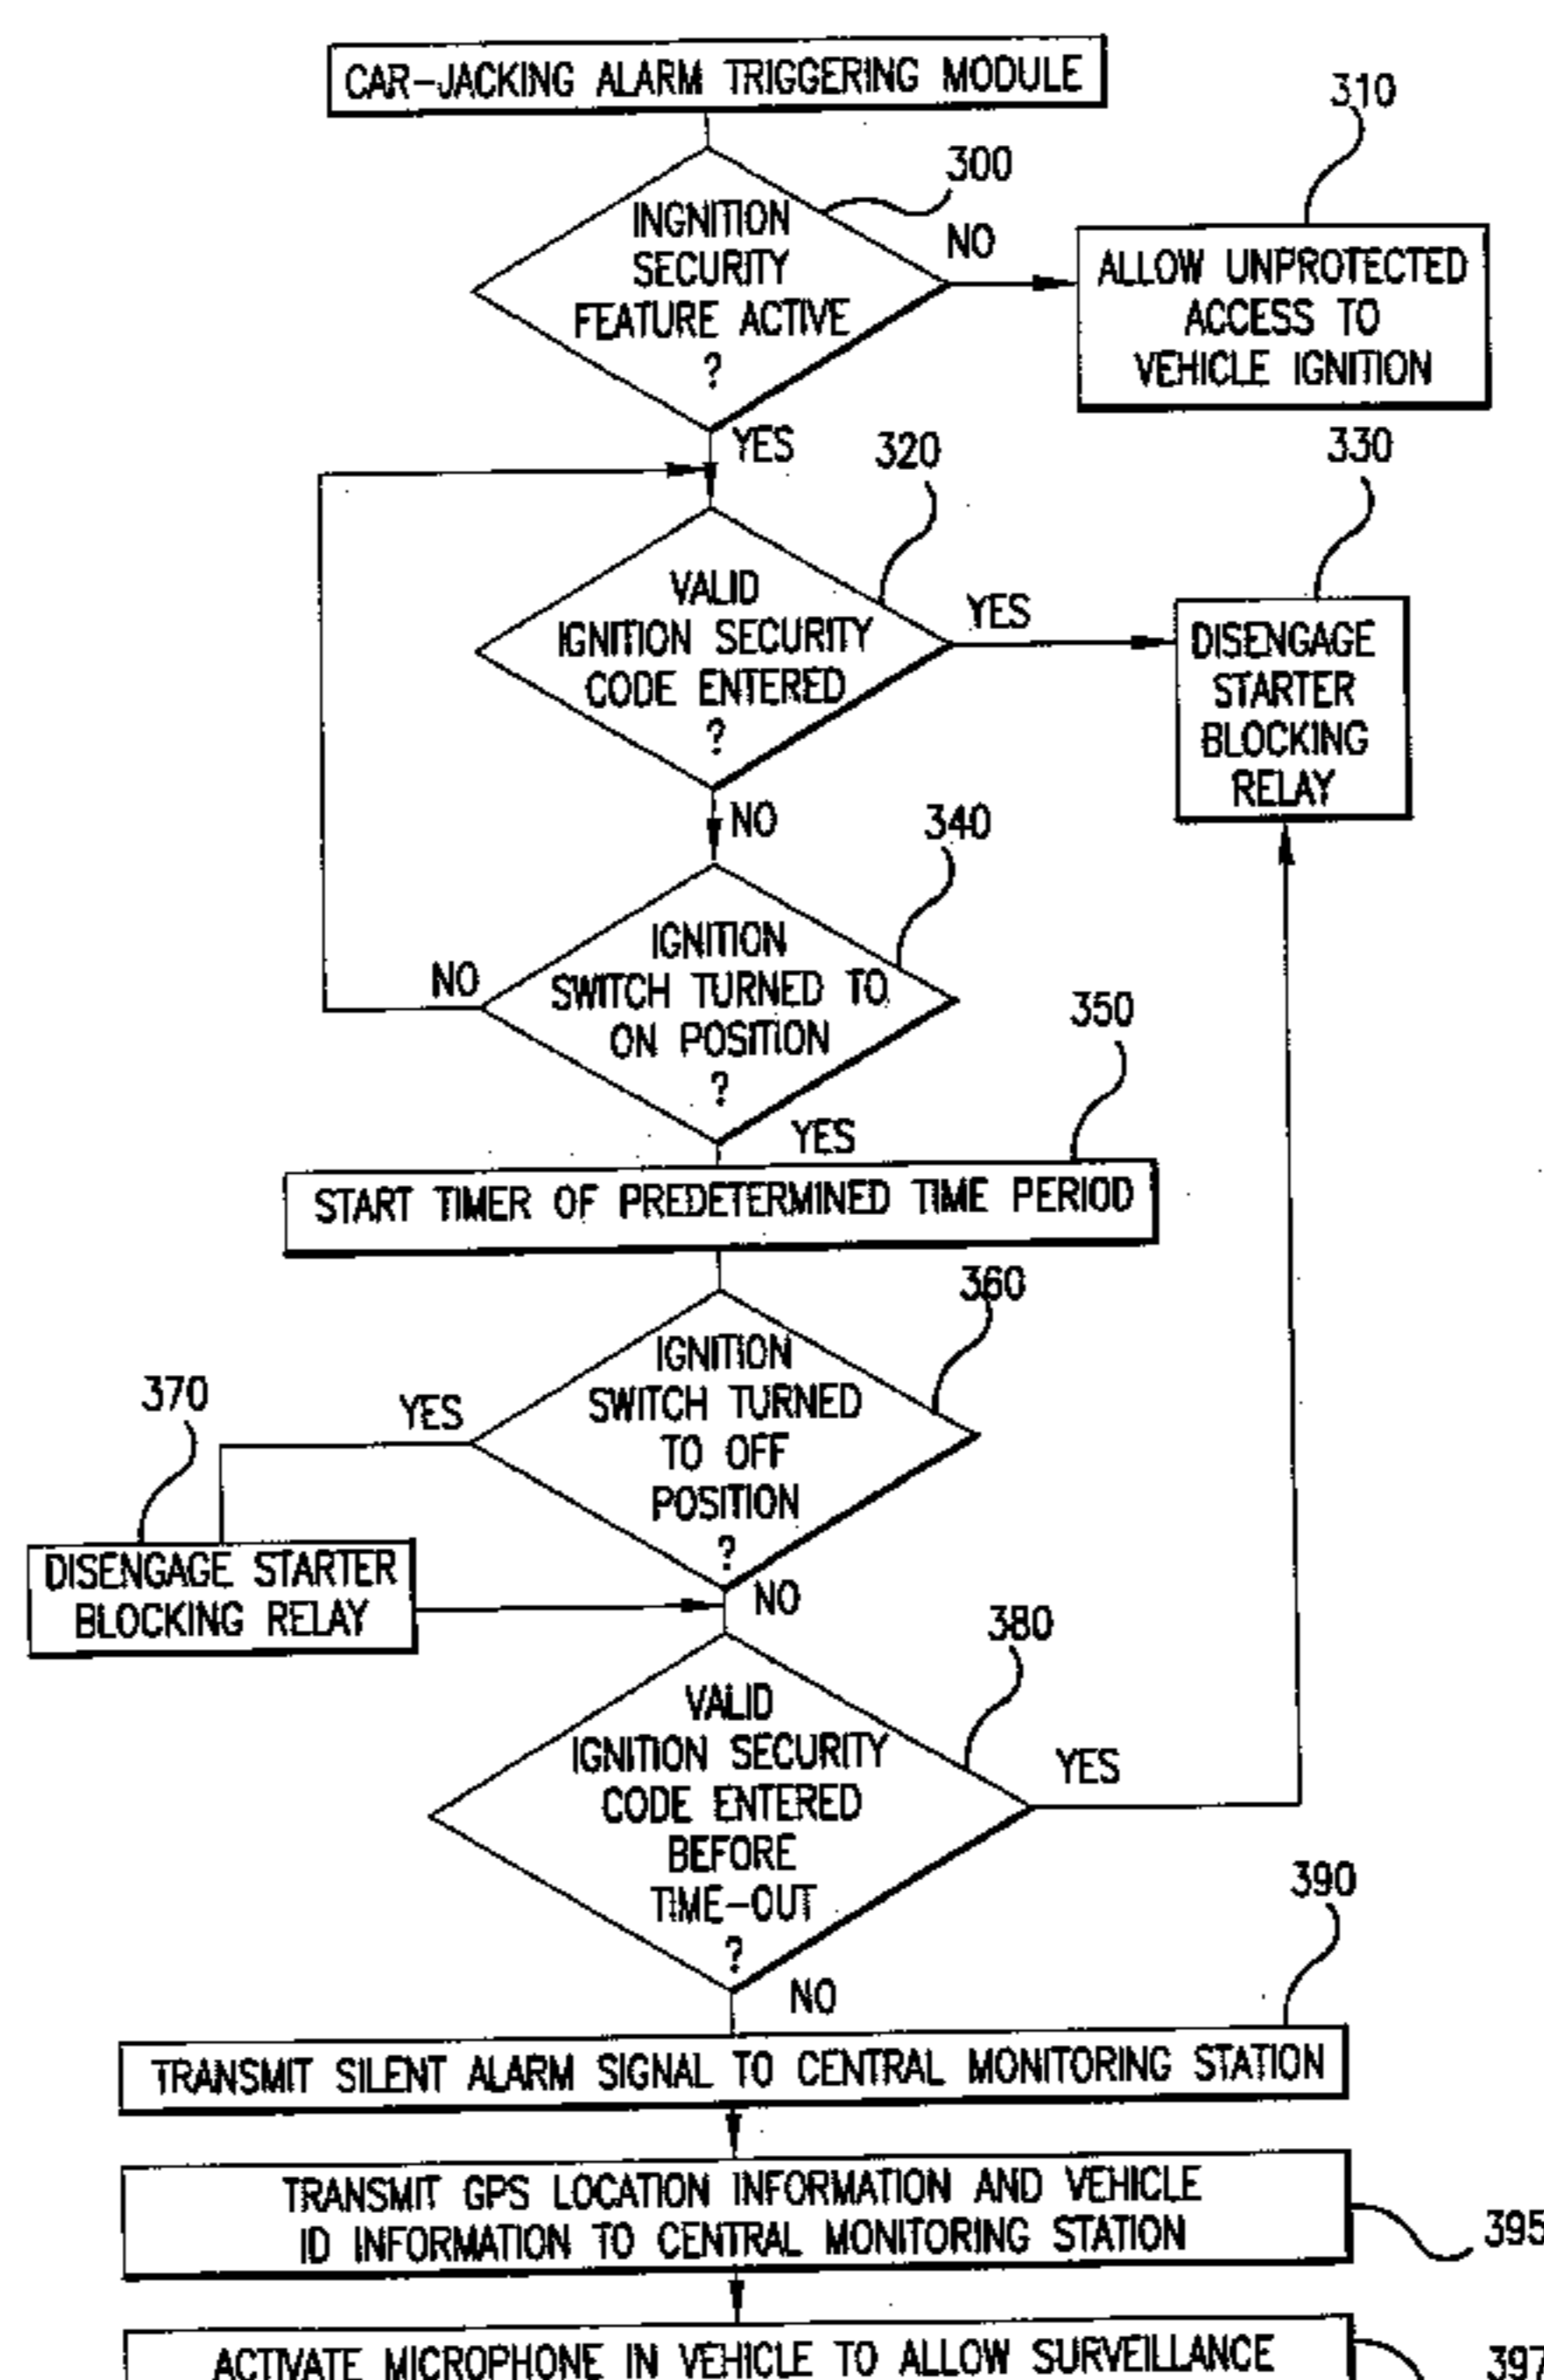 CAR-JACKING ALARM TRIGGERING MODULE
310
300
INGNITION
SECURITY
FEATURE ACTIVE
?
NO
ALLOW UNPROTECTED
ACCESS TO
VEHICLE IGNITION
YES
320
330
VALID
IGNITION SECURITY
CODE ENTERED
?
YES
DISENGAGE
STARTER
BLOCKING
RELAY
NO
340
IGNITION
SWITCH TURNED TO
ON POSITION
?
NO
350
YES
START TIMER OF PREDETERMINED TIME PERIOD
360
IGNITION
SWITCH TURNED
TO OFF
POSITION
?
370
YES
DISENGAGE STARTER
BLOCKING RELAY
NO
380
VALID
IGNITION SECURITY
CODE ENTERED
BEFORE
TIME-OUT
?
YES
390
NO
TRANSMIT SILENT ALARM SIGNAL TO CENTRAL MONITORING STATION
TRANSMIT GPS LOCATION INFORMATION AND VEHICLE
ID INFORMATION TO CENTRAL MONITORING STATION
395
ACTIVATE MICROPHONE IN VEHICLE TO ALLOW SURVEILLANCE
397